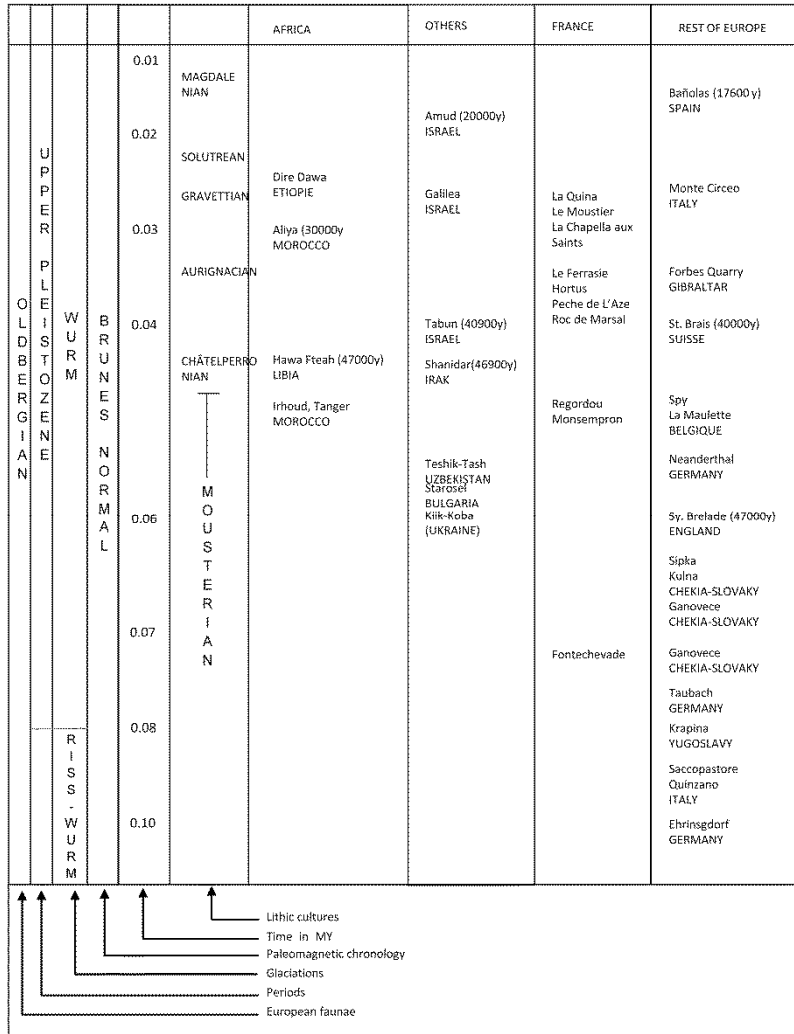 AFRICA
OTHERS
FRANCE
REST OF EUROPE
OLDBERGIAN
UPPER PLEISTOZENE
WURM
RISS-WURM
BRUNES NORMAL
0.01
0.02
0.03
0.04
0.06
0.07
0.08
0.10
MAGDALE
NIAN
SOLUTREAN
GRAVETTIAN
AURIGNACIAN
CHÂTELPERRO
NIAN
MOUSTERIAN
Dire Dawa
ETIOPIE
Aliya (30000y
MOROCCO
Hawa Fteah (47000y)
LIBIA
Irhoud, Tanger
MOROCCO
Amud (20000y)
ISRAEL
Galilea
ISRAEL
Tabun (40900y)
ISRAEL
Shanidar(46900y)
IRAK
Teshik-Tash
UZBEKISTAN
Starosel
BULGARIA
Kiik-Koba
(UKRAINE)
La Quina
Le Moustier
La Chapella aux
Saints
Le Ferrasie
Hortus
Peche de L'Aze
Roc de Marsal
Regordou
Monsempron
Fontechevade
Bañolas (17600 y)
SPAIN
Monte Circeo
ITALY
Forbes Quarry
GIBRALTAR
St. Brais (40000y)
SUISSE
Spy
La Maulette
BELGIQUE
Neanderthal
GERMANY
Sy. Brelade (47000y)
ENGLAND
Sipka
Kulna
CHEKIA-SLOVAKY
Ganovece
CHEKIA-SLOVAKY
Ganovece
CHEKIA-SLOVAKY
Taubach
GERMANY
Krapina
YUGOSLAVY
Saccopastore
Quinzano
ITALY
Ehrinsgdorf
GERMANY
Lithic cultures
Time in MY
Paleomagnetic chronology
Glaciations
Periods
European faunae